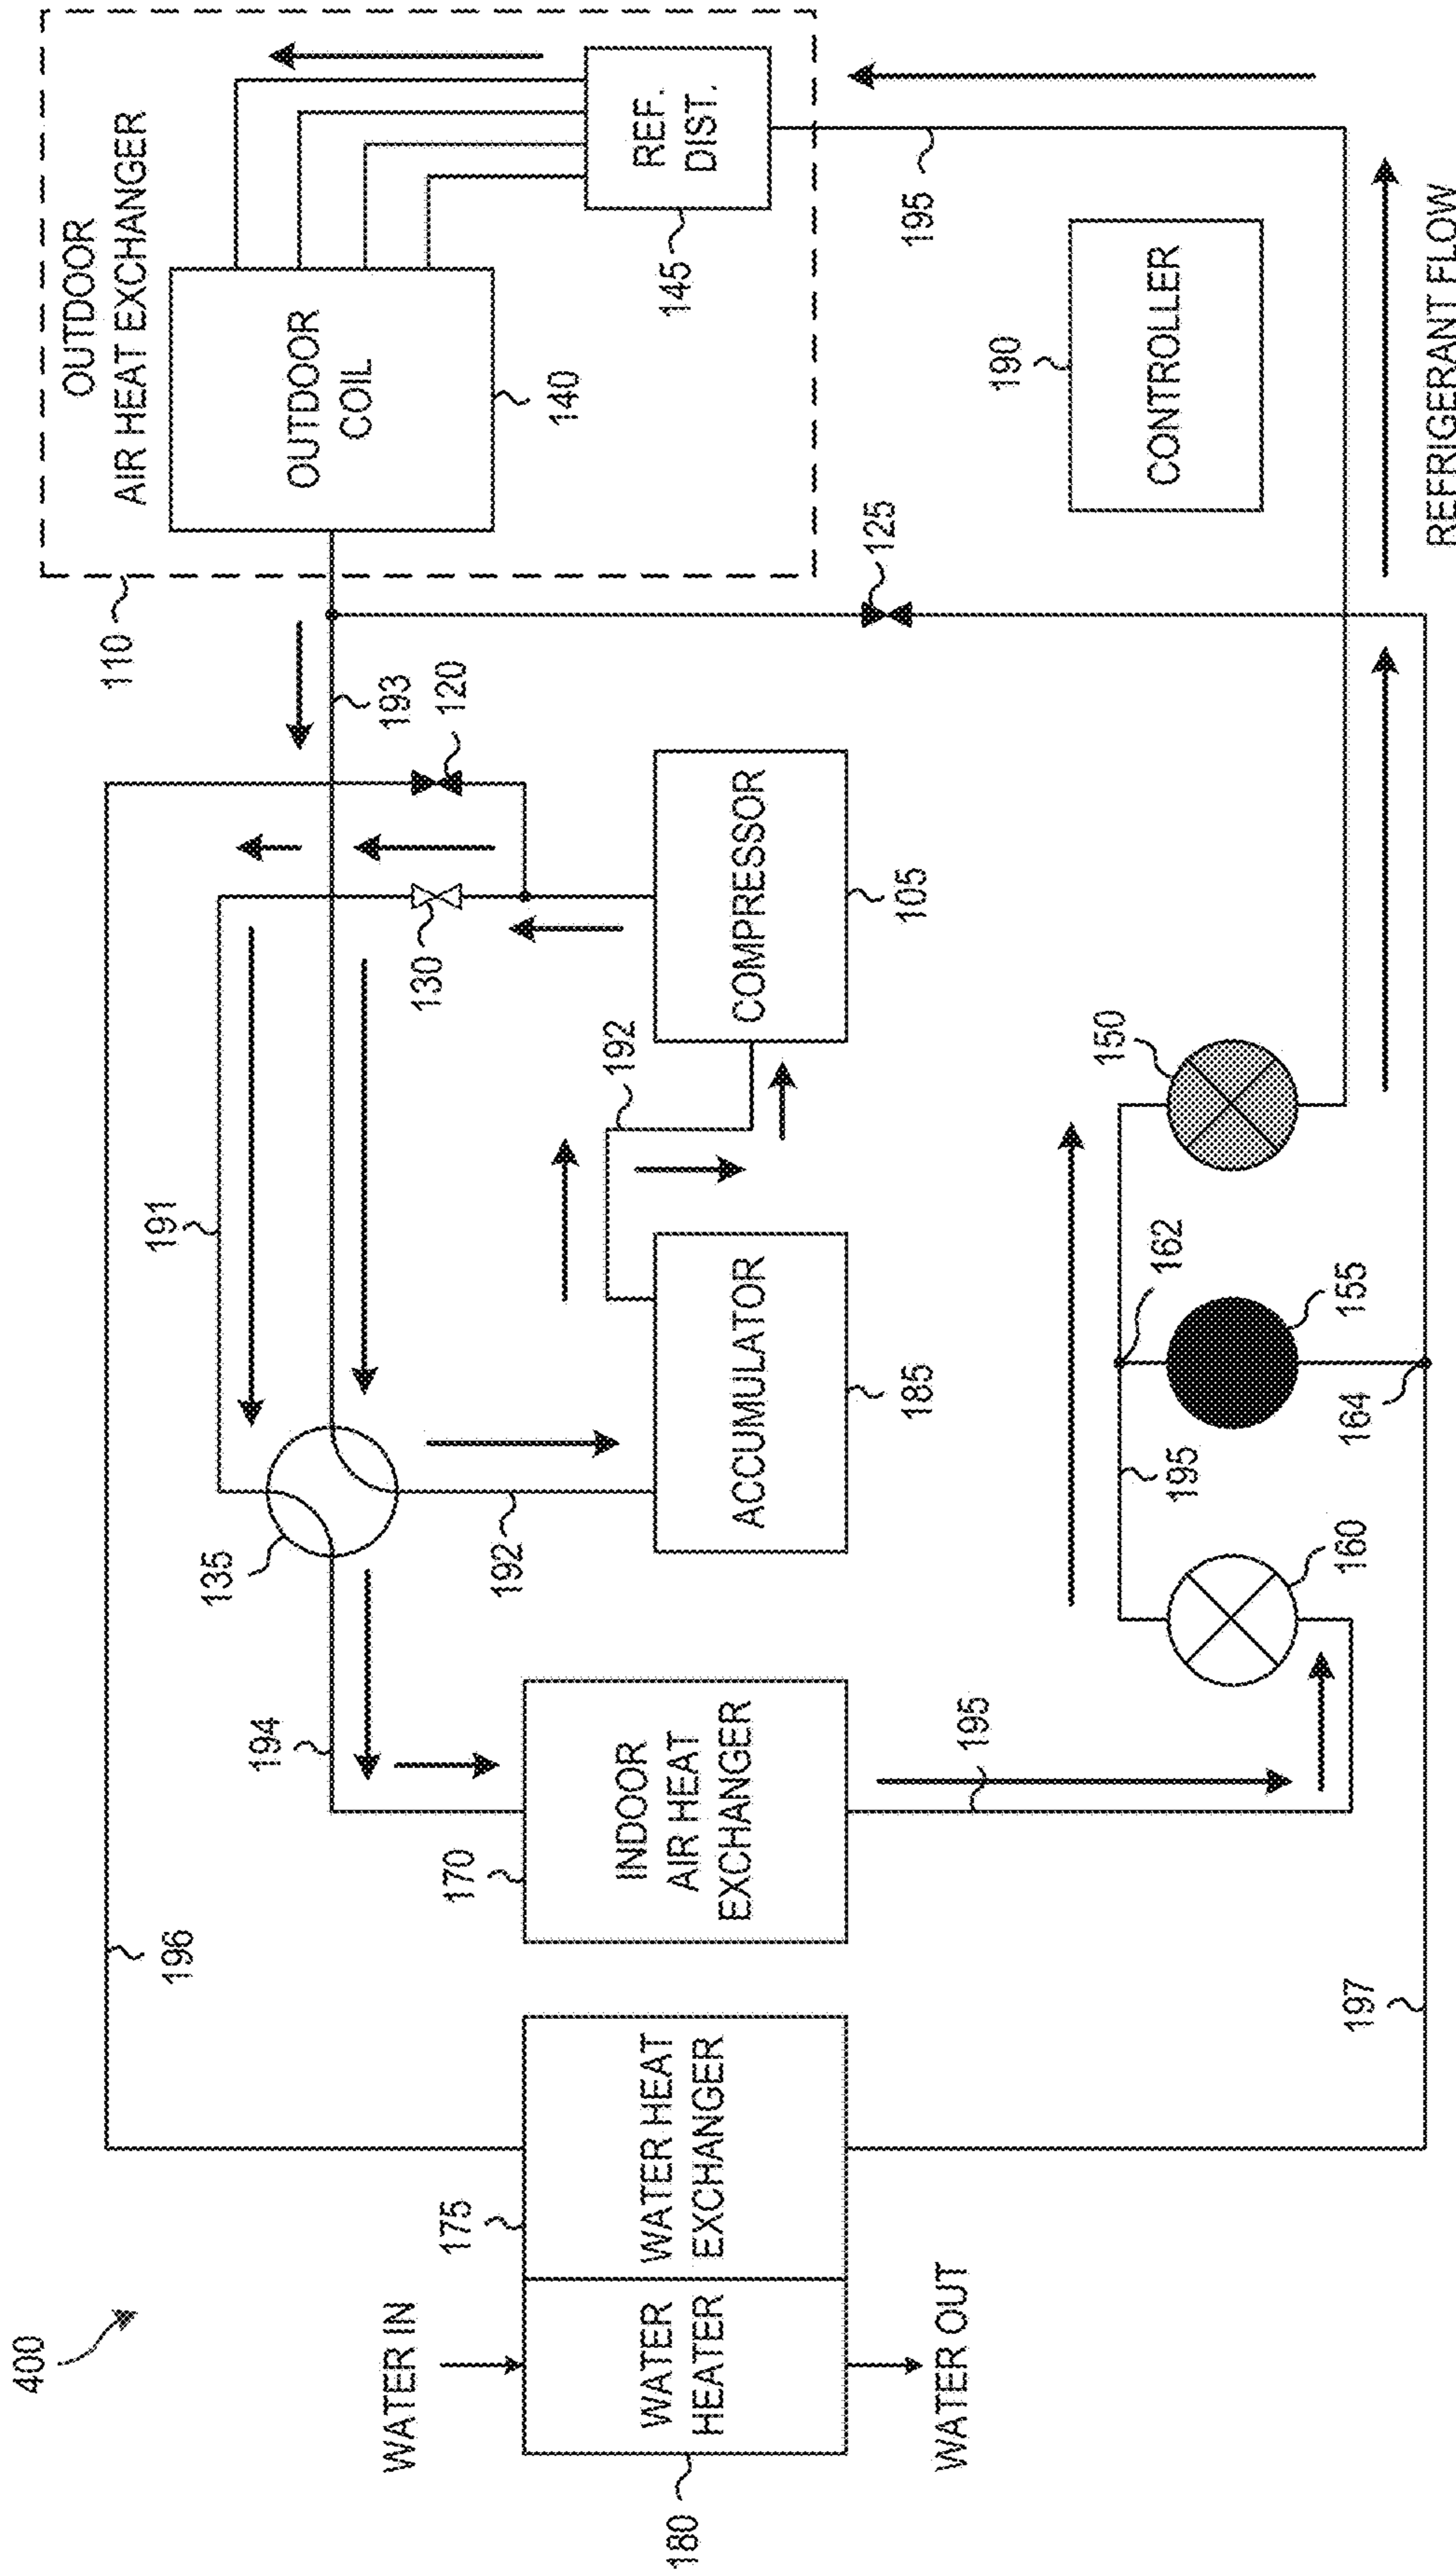 400
WATER IN
WATER OUT
180
WATER
HEATER
175
WATER HEAT
EXCHANGER
196
197
170
INDOOR
AIR HEAT
EXCHANGER
194
195
135
192
191
ACCUMULATOR
185
192
160
195
155
164
162
150
130
COMPRESSOR
105
120
193
110
125
OUTDOOR
AIR HEAT EXCHANGER
OUTDOOR
COIL
140
145
REF.
DIST.
195
190
CONTROLLER
REFRIGERANT FLOW